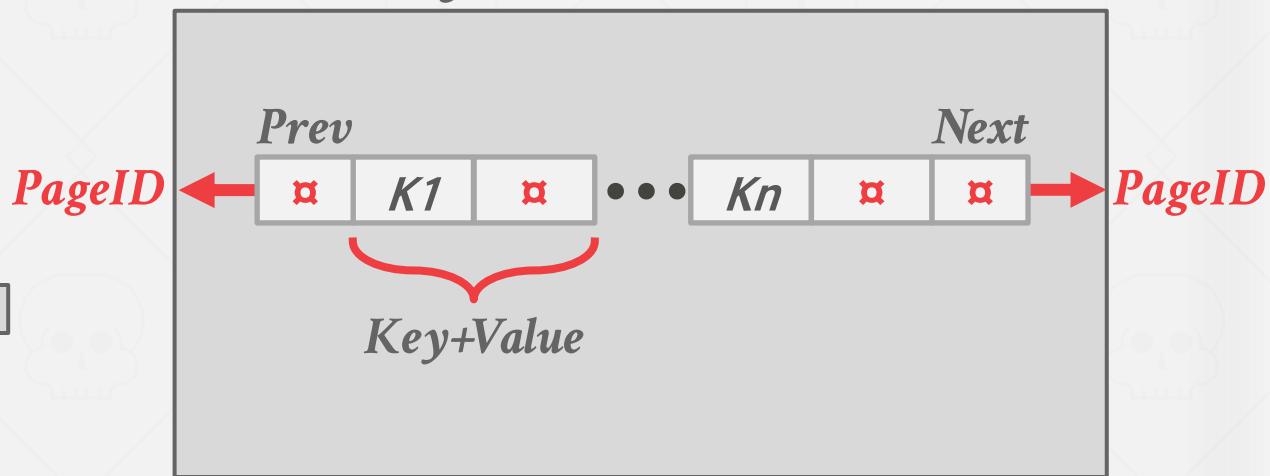 Prev Next
PageID ¤ K1 ¤ ••• Kn ¤ ¤ PageID
Key+Value